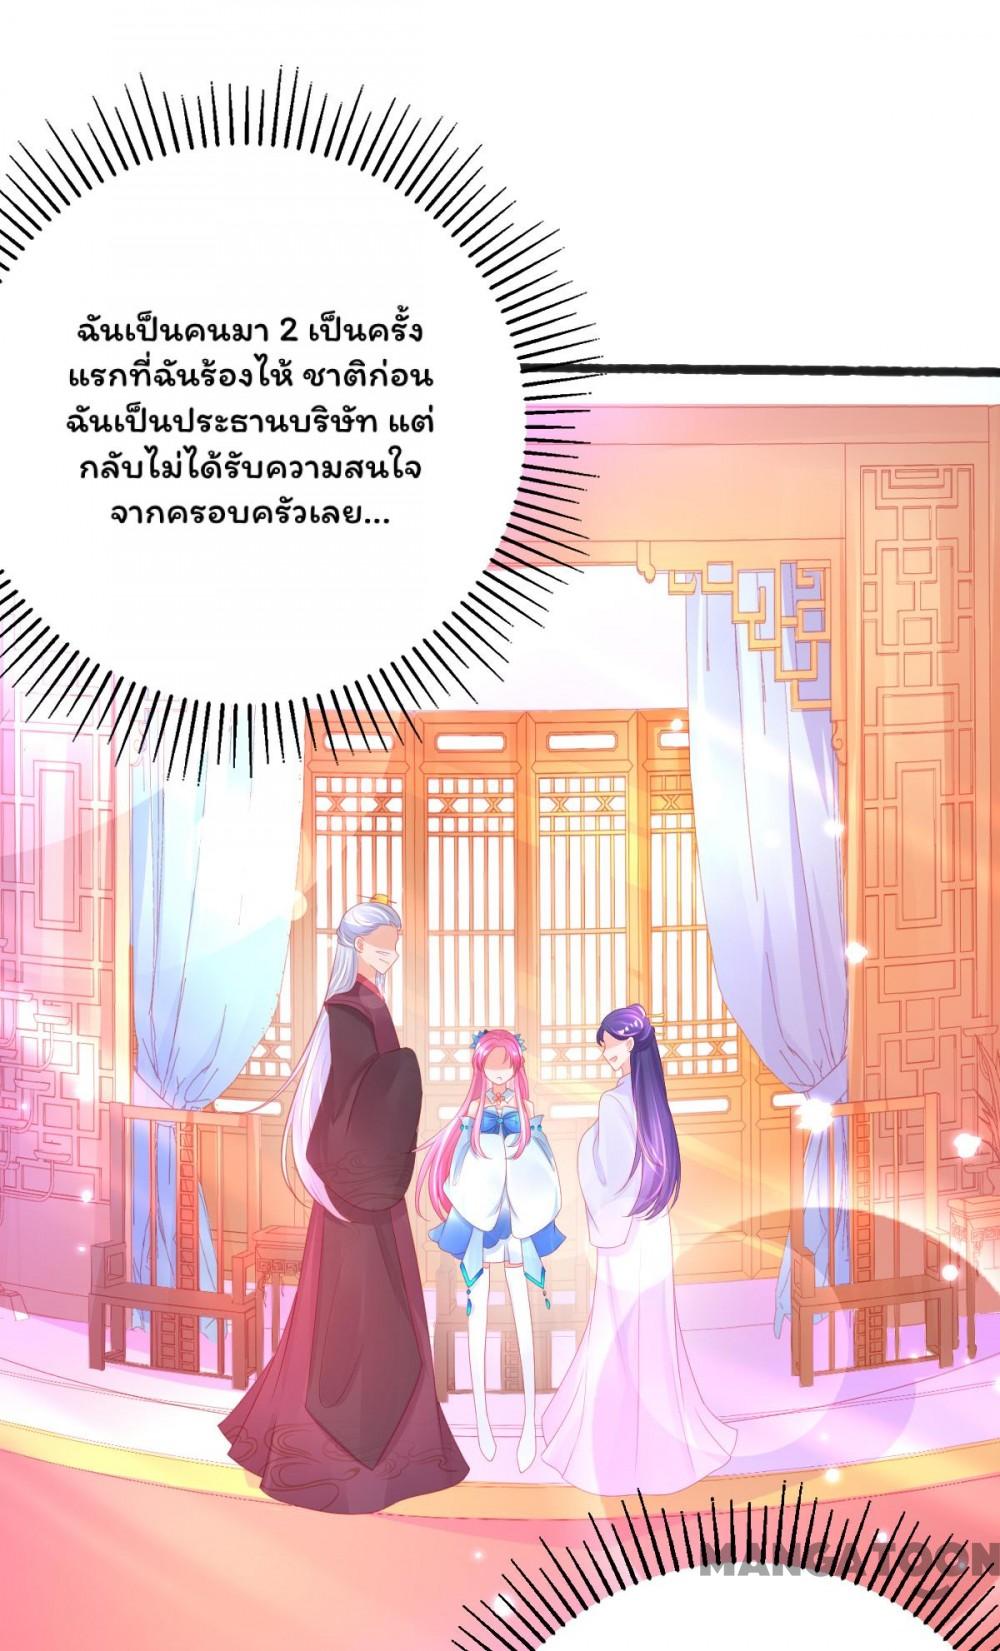 ฉันเป็นคนมา 2 เป็นครั้ง
แรกที่ฉันร้องไห้ ชาติก่อน
ฉันเป็นประธานบริษัท แต่
กลับไม่ได้รับความสนใจ
จากครอบครัวเลย...
MANGATOON